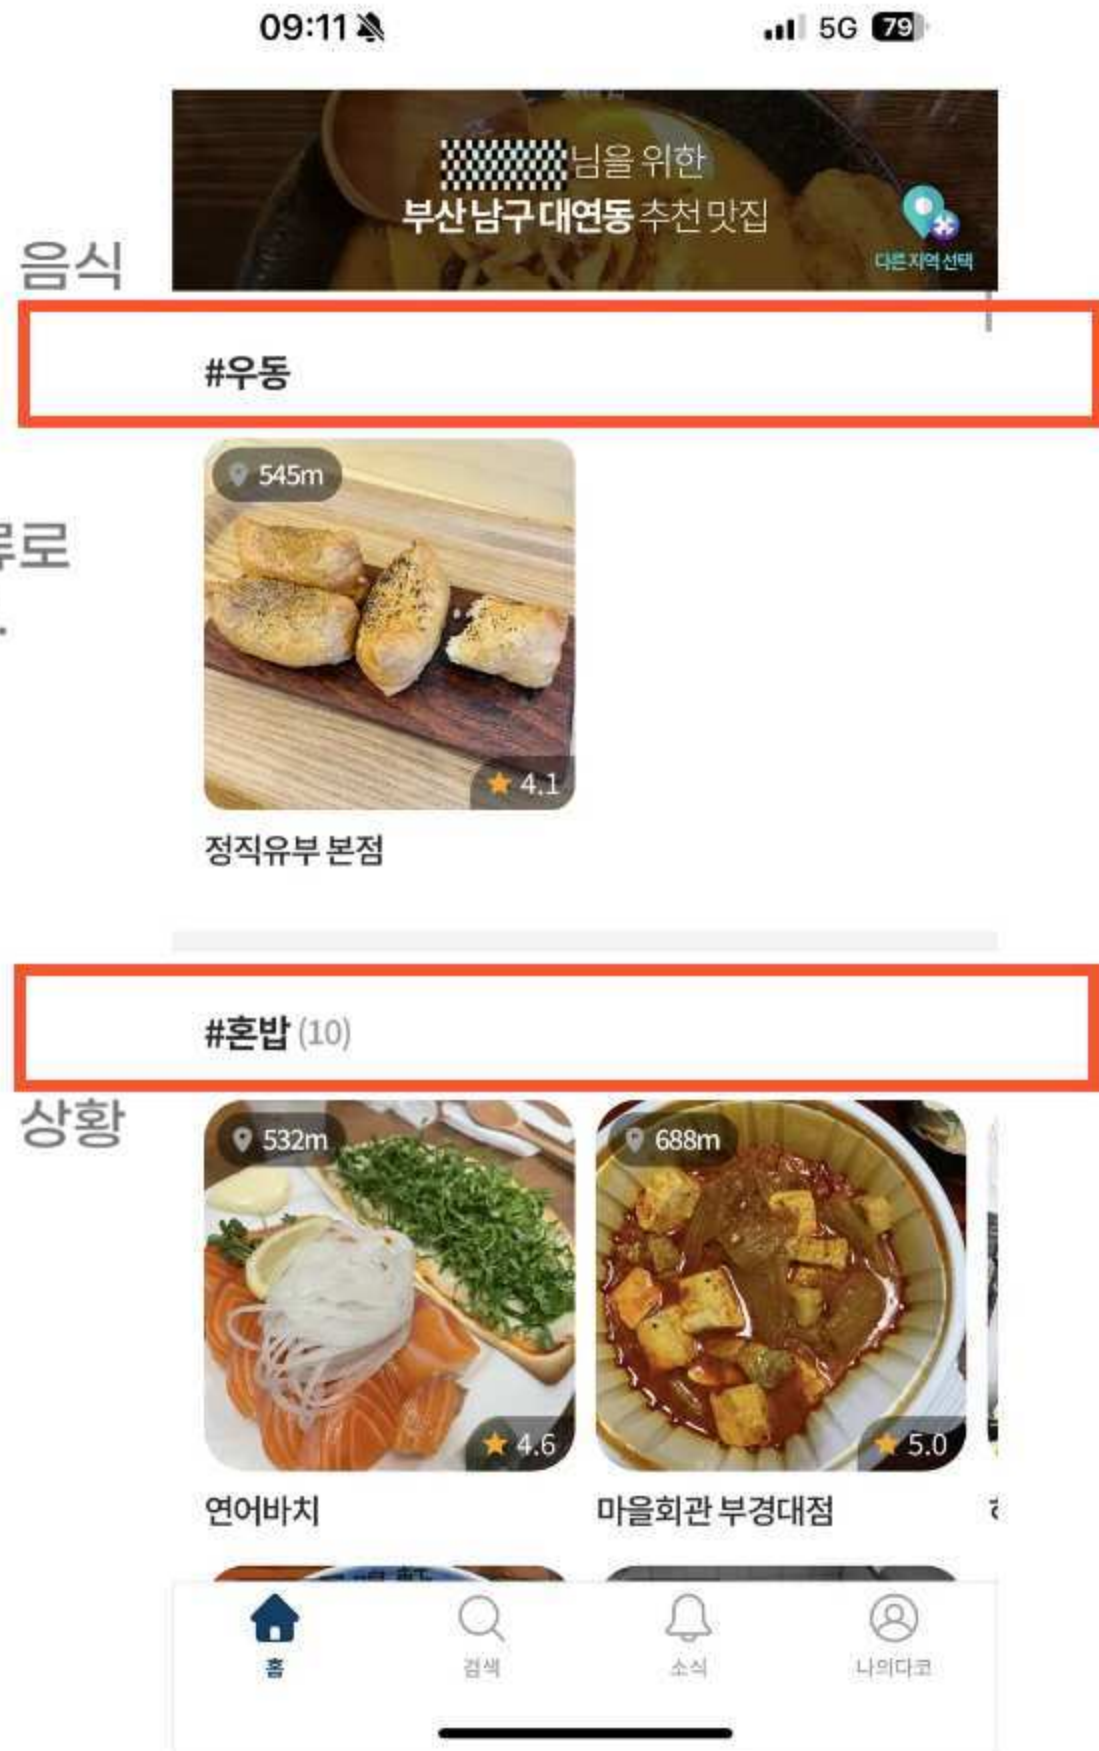 09:11 5G 79
님을 위한
부산 남구 대연동 추천 맛집
다른 지역 선택
음식
#우동
545m
4.1
정직유부 본점
로
#혼밥 (10)
상황
532m
688m
4.6
5.0
연어바치
마을회관 부경대점
홈 검색 소식 나의다코